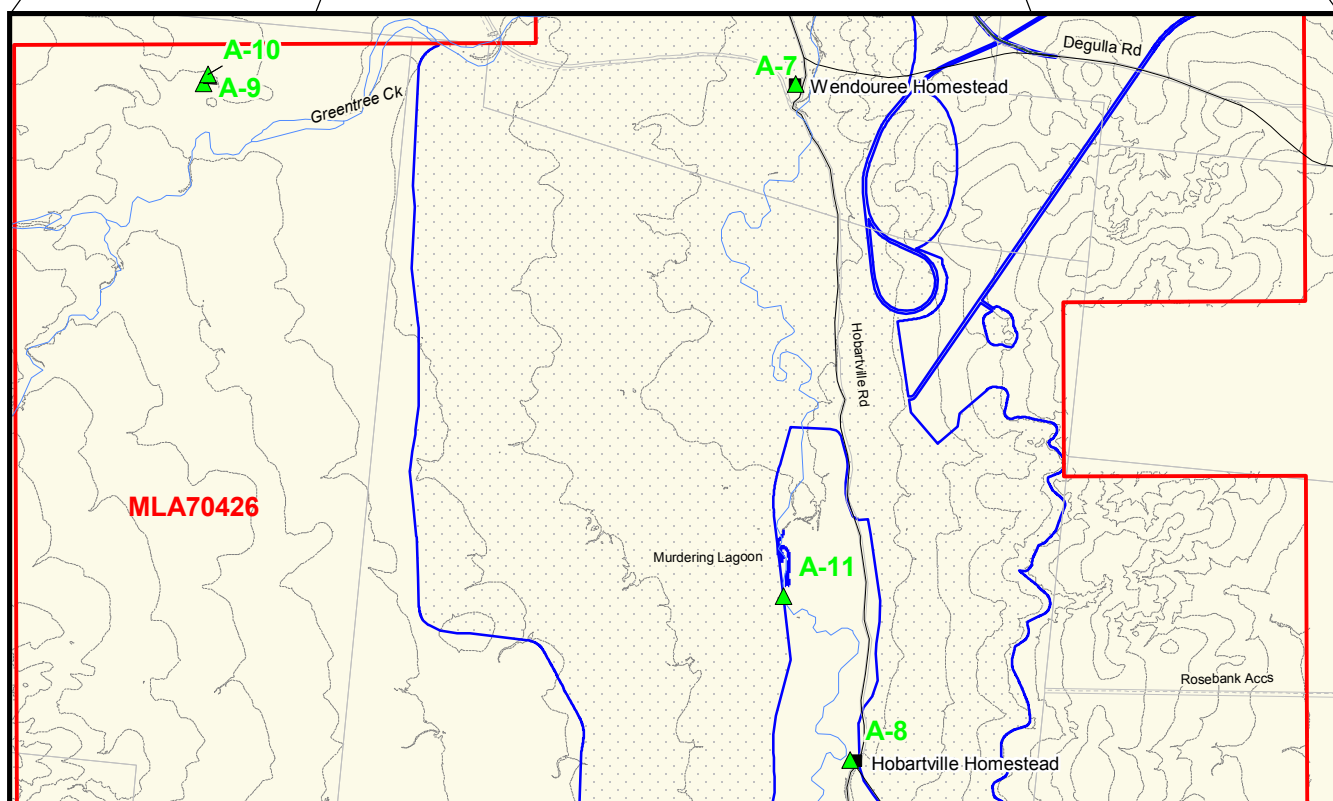 Degulla Rd
A-10
A-7
A-9
Wendouree Homestead
Greentree Ck
Hobartville Rd
MLA70426
Murdering Lagoon
A-11
Rosebank Accs
A-8
Hobartville Homestead